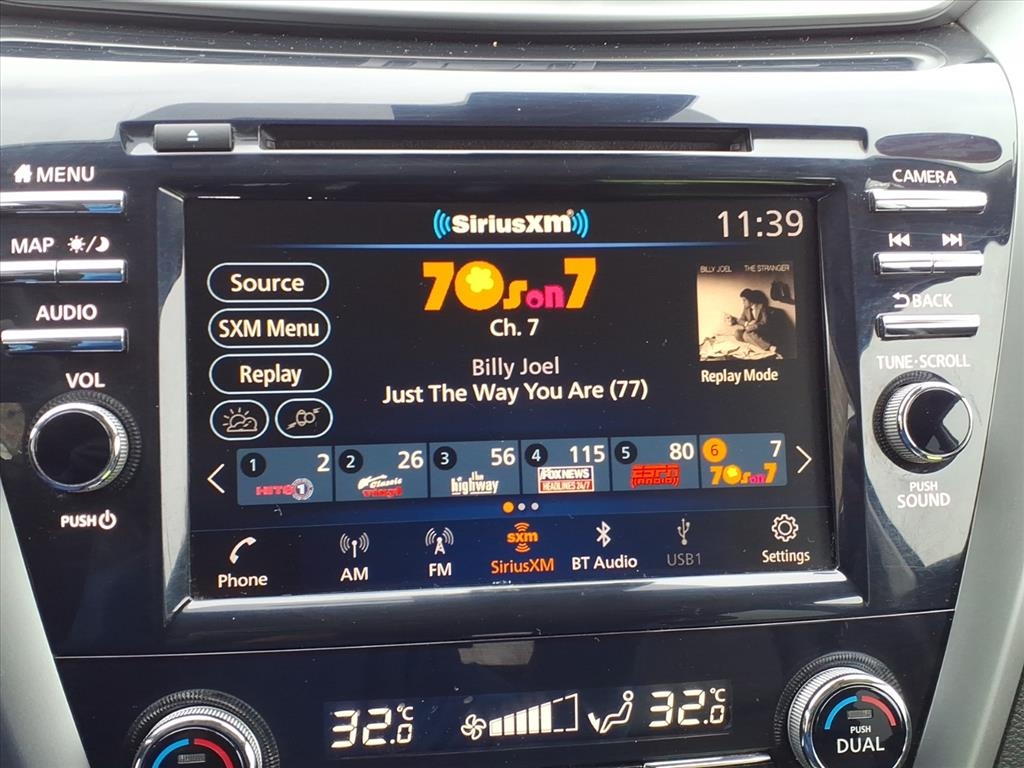 MENU
MAP
AUDIO
VOL
PUSH
SiriusXM
11:39
Source
SXM Menu
Replay
70s on 7
Ch. 7
Billy Joel
Just The Way You Are (77)
BILLY JOEL THE STRANGER
Replay Mode
1 2
HITS 1
2 26
Classic
3 56
the highway
4 115
FOX NEWS
HEADLINES 24/7
5 80
ESPN
RADIO
6 7
70s on 7
Phone
AM
FM
sxm
SiriusXM
BT Audio
USB1
Settings
CAMERA
BACK
TUNE·SCROLL
PUSH
SOUND
32.0°C
32.0°C
PUSH
DUAL